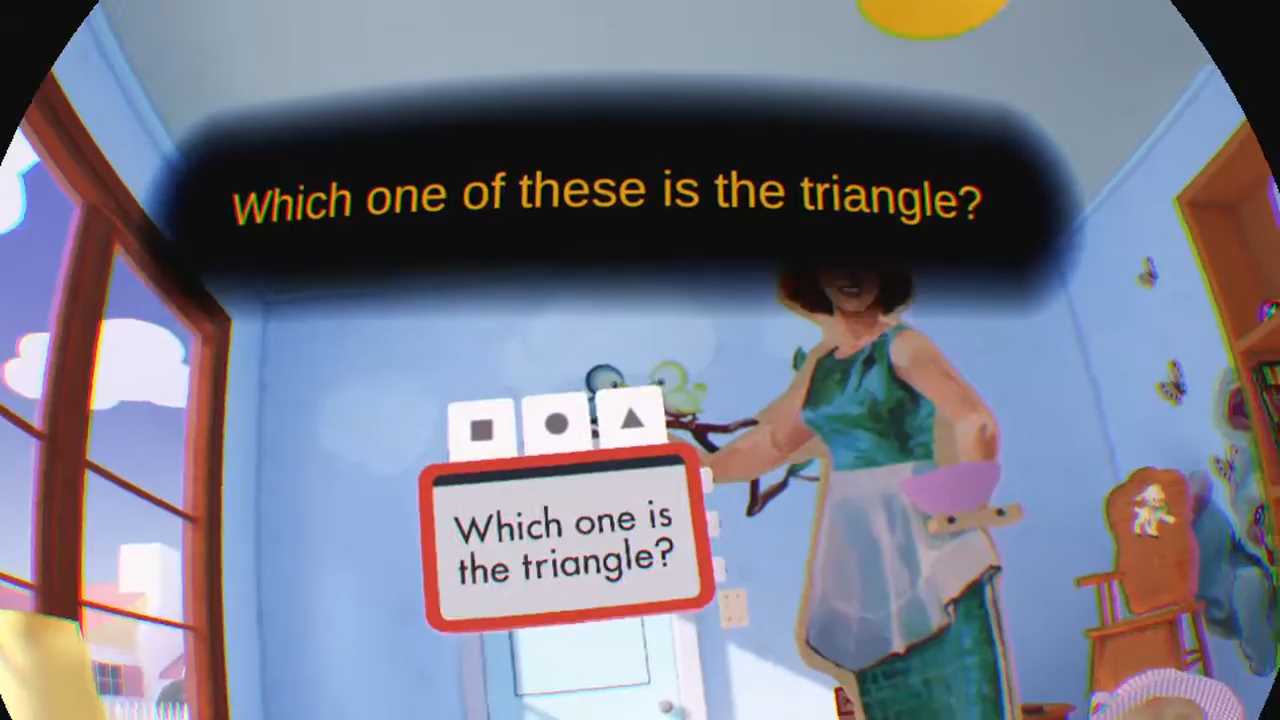 Which one of these is the triangle?
Which one is
the triangle?